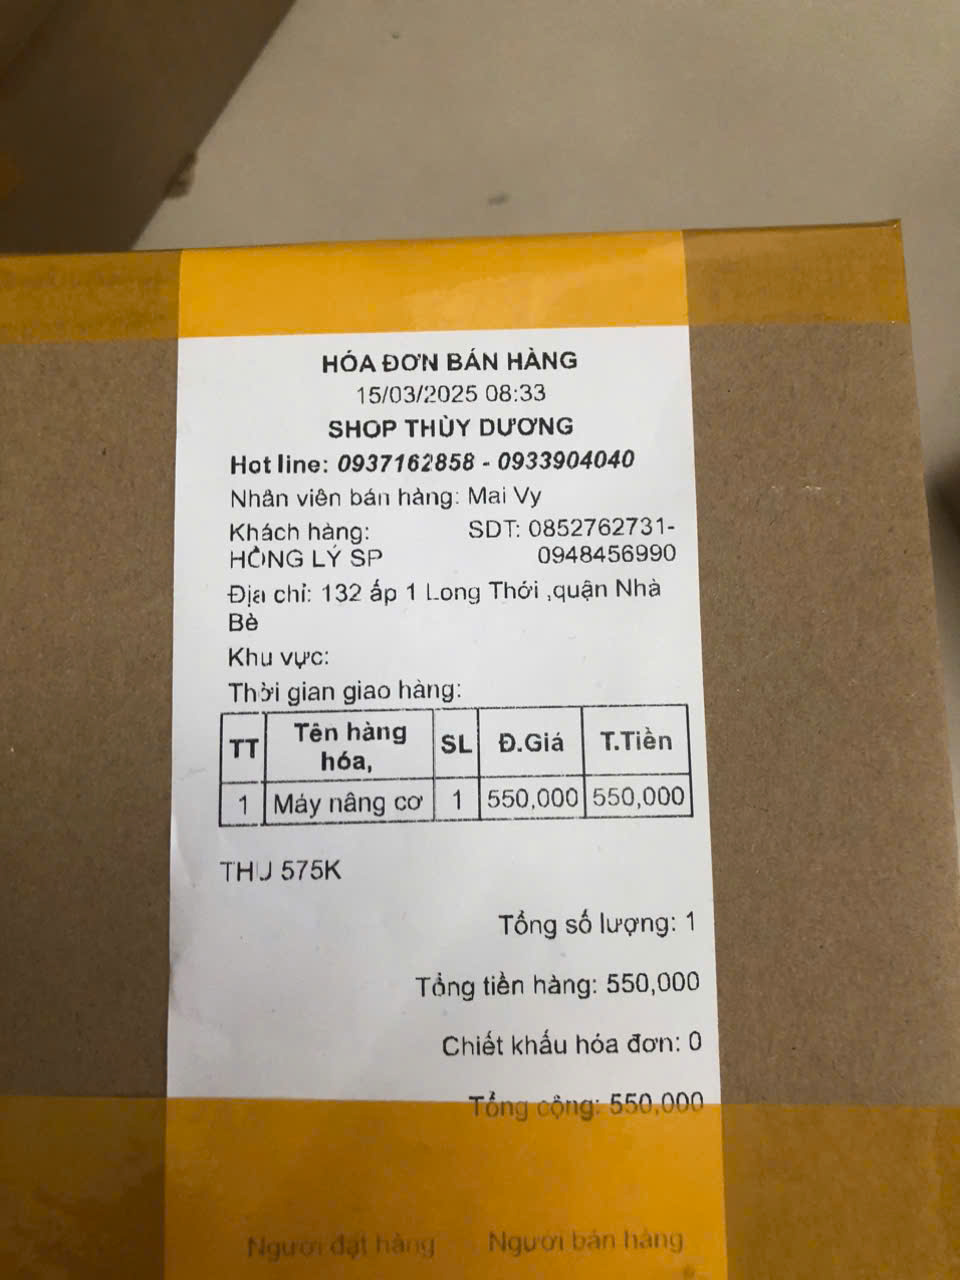 HÓA ĐƠN BÁN HÀNG
15/03/2025 08:33
SHOP THÙY DƯƠNG
Hot line: 0937162858 - 0933904040
Nhân viên bán hàng: Mai Vy
Khách hàng: SDT: 0852762731-
HỒNG LÝ SP 0948456990
Địa chỉ: 132 ấp 1 Long Thới ,quận Nhà
Bè
Khu vực:
Thời gian giao hàng:
TT Tên hàng hóa, SL Đ.Giá T.Tiền
1 Máy nâng cơ 1 550,000 550,000
THU 575K
Tổng số lượng: 1
Tổng tiền hàng: 550,000
Chiết khấu hóa đơn: 0
Tổng cộng: 550,000
Người đặt hàng Người bán hàng